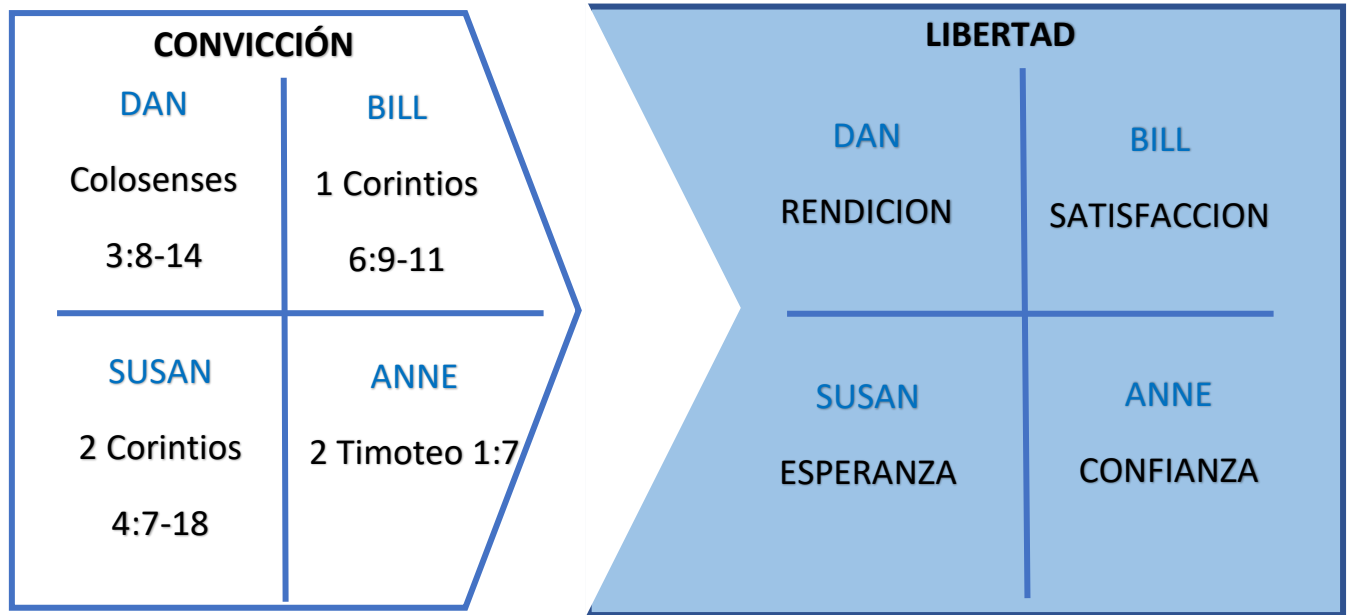 CONVICCIÓN
DAN
Colosenses
3:8-14
BILL
1 Corintios
6:9-11
SUSAN
2 Corintios
4:7-18
ANNE
2 Timoteo 1:7
LIBERTAD
DAN
RENDICION
BILL
SATISFACCION
SUSAN
ESPERANZA
ANNE
CONFIANZA